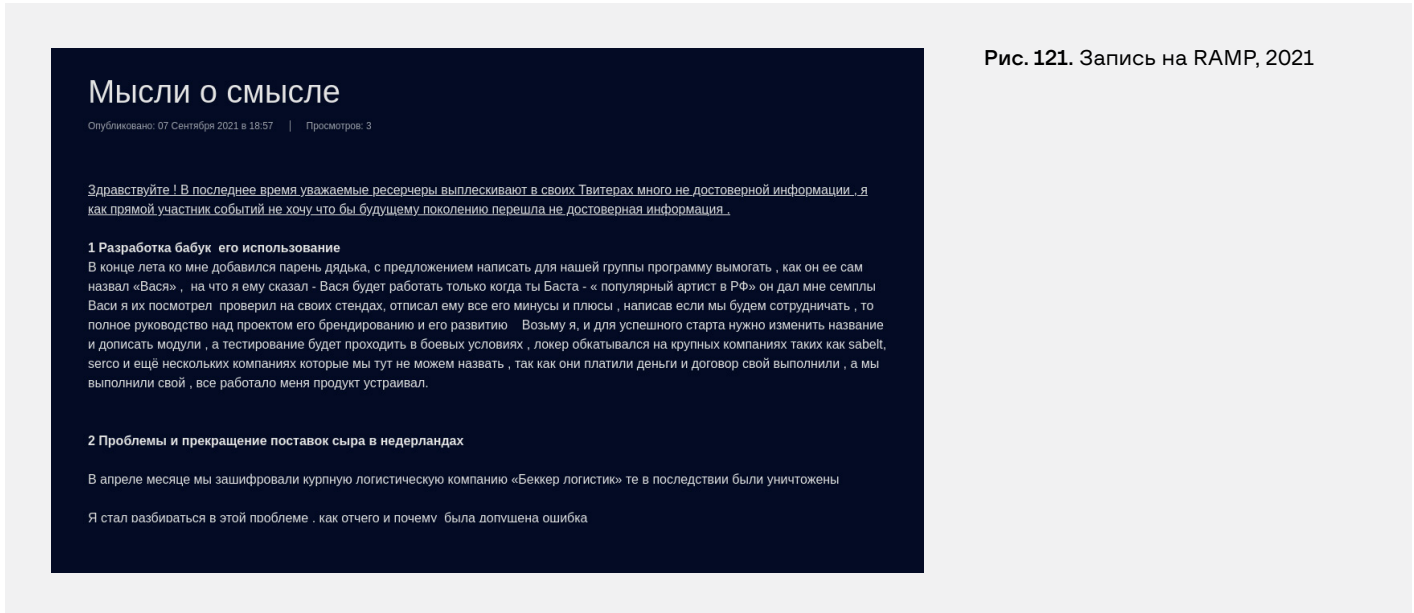 Мысли о смысле
Опубликовано: 07 Сентября 2021 в 18:57 | Просмотров: 3
Здравствуйте ! В последнее время уважаемые ресерчеры выплескивают в своих Твитерах много не достоверной информации , я
как прямой участник событий не хочу что бы будущему поколению перешла не достоверная информация .
1 Разработка бабук его использование
В конце лета ко мне добавился парень дядька, с предложением написать для нашей группы программу вымогать , как он ее сам
назвал «Вася» , на что я ему сказал - Вася будет работать только когда ты Баста - « популярный артист в РФ» он дал мне семплы
Васи я их посмотрел проверил на своих стендах, отписал ему все его минусы и плюсы , написав если мы будем сотрудничать , то
полное руководство над проектом его брендированию и его развитию Возьму я, и для успешного старта нужно изменить название
и дописать модули , а тестирование будет проходить в боевых условиях , локер обкатывался на крупных компаниях таких как sabelt,
serco и ещё нескольких компаниях которые мы тут не можем назвать , так как они платили деньги и договор свой выполнили , а мы
выполнили свой , все работало меня продукт устраивал.
2 Проблемы и прекращение поставок сыра в недерландах
В апреле месяце мы зашифровали курпную логистическую компанию «Беккер логистик» те в последствии были уничтожены
Я стал разбираться в этой проблеме , как отчего и почему была допущена ошибка
Рис. 121. Запись на RAMP, 2021